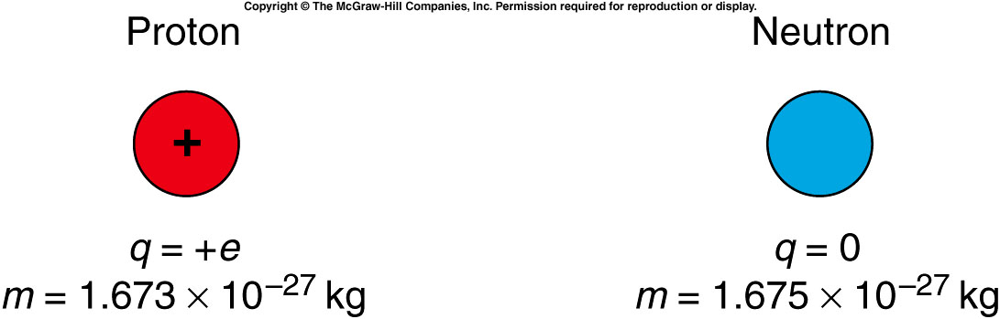 Copyright © The McGraw-Hill Companies, Inc. Permission required for reproduction or display.
Proton
Neutron
+
q = +e
q = 0
m = 1.673 × 10⁻²⁷ kg
m = 1.675 × 10⁻²⁷ kg